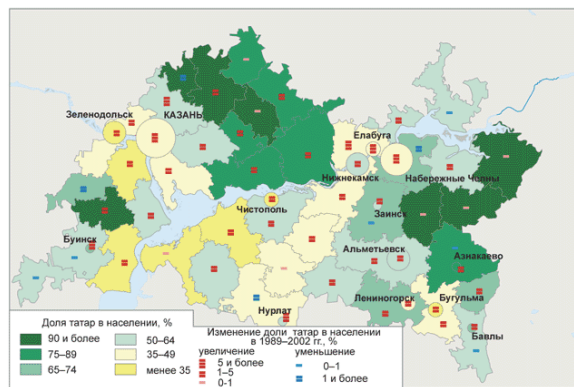 Зеленодольск
КАЗАНЬ
Елабуга
Набережные Челны
Нижнекамск
Чистополь
Заинск
Буинск
Альметьевск
Азнакаево
Лениногорск
Бугульма
Нурлат
Бавлы
Доля татар в населении, %
90 и более
75–89
65–74
50–64
35–49
менее 35
Изменение доли татар в населении
в 1989–2002 гг., %
увеличение
5 и более
1–5
0-1
уменьшение
0–1
1 и более